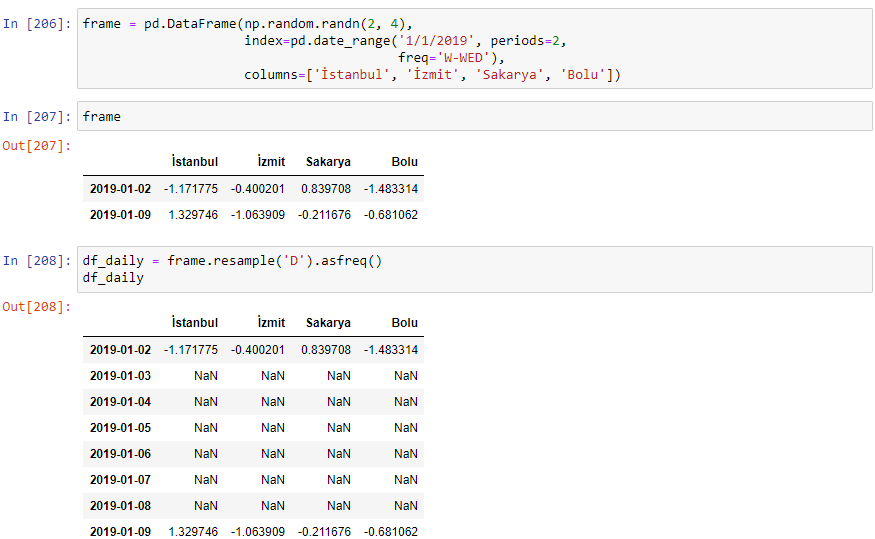 In [206]: frame = pd.DataFrame(np.random.randn(2, 4),
index=pd.date_range('1/1/2019', periods=2,
freq='W-WED'),
columns=['İstanbul', 'İzmit', 'Sakarya', 'Bolu'])
In [207]: frame
Out[207]:
İstanbul İzmit Sakarya Bolu
2019-01-02 -1.171775 -0.400201 0.839708 -1.483314
2019-01-09 1.329746 -1.063909 -0.211676 -0.681062
In [208]: df_daily = frame.resample('D').asfreq()
df_daily
Out[208]:
İstanbul İzmit Sakarya Bolu
2019-01-02 -1.171775 -0.400201 0.839708 -1.483314
2019-01-03 NaN NaN NaN NaN
2019-01-04 NaN NaN NaN NaN
2019-01-05 NaN NaN NaN NaN
2019-01-06 NaN NaN NaN NaN
2019-01-07 NaN NaN NaN NaN
2019-01-08 NaN NaN NaN NaN
2019-01-09 1.329746 -1.063909 -0.211676 -0.681062